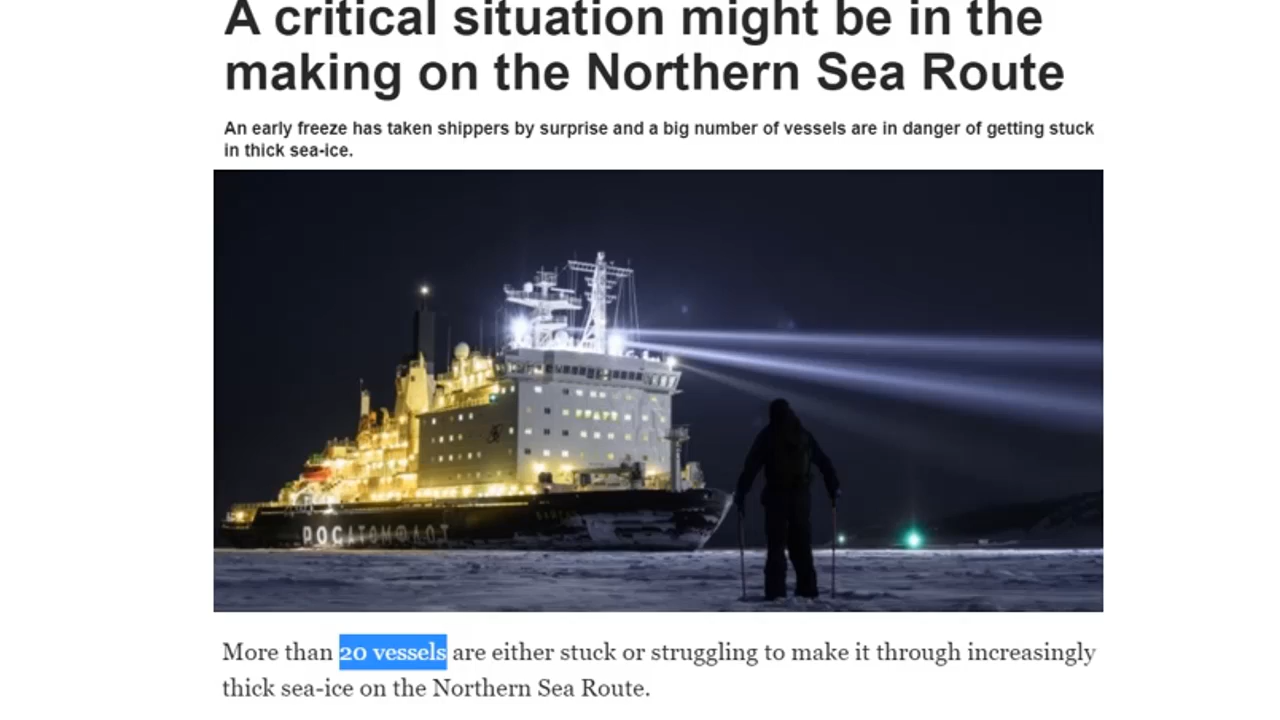 A critical situation might be in the
making on the Northern Sea Route
An early freeze has taken shippers by surprise and a big number of vessels are in danger of getting stuck
in thick sea-ice.
РОСАТОМФЛОТ
More than 20 vessels are either stuck or struggling to make it through increasingly
thick sea-ice on the Northern Sea Route.